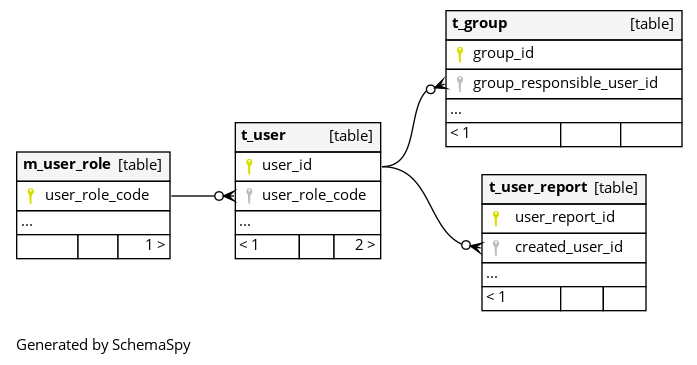 t_group [table]
group_id
group_responsible_user_id
...
< 1
t_user [table]
user_id
user_role_code
...
< 1 2 >
m_user_role [table]
user_role_code
...
1 >
t_user_report [table]
user_report_id
created_user_id
...
< 1
Generated by SchemaSpy